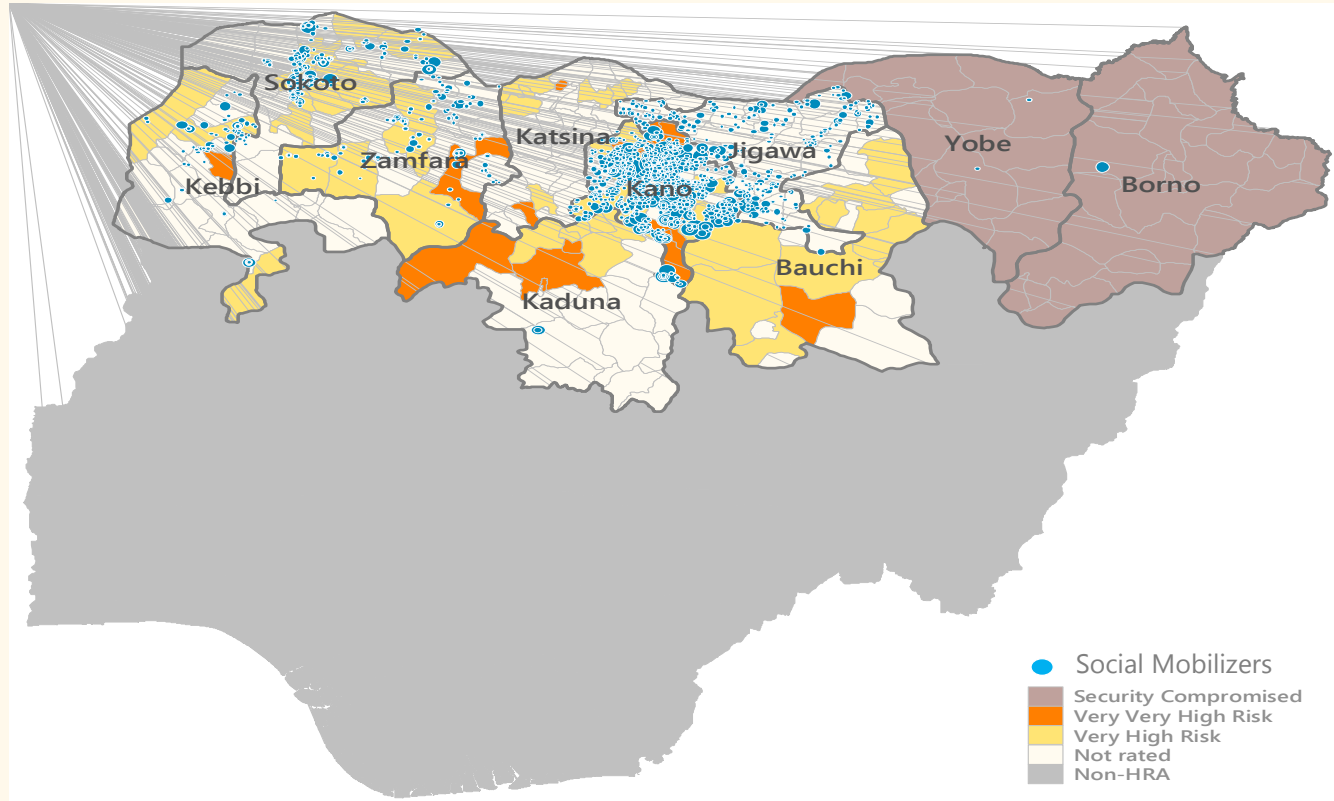 Sokoto
Katsina
Yobe
Jigawa
Zamfara
Kebbi
Kano
Borno
Bauchi
Kaduna
Social Mobilizers
Security Compromised
Very Very High Risk
Very High Risk
Not rated
Non-HRA